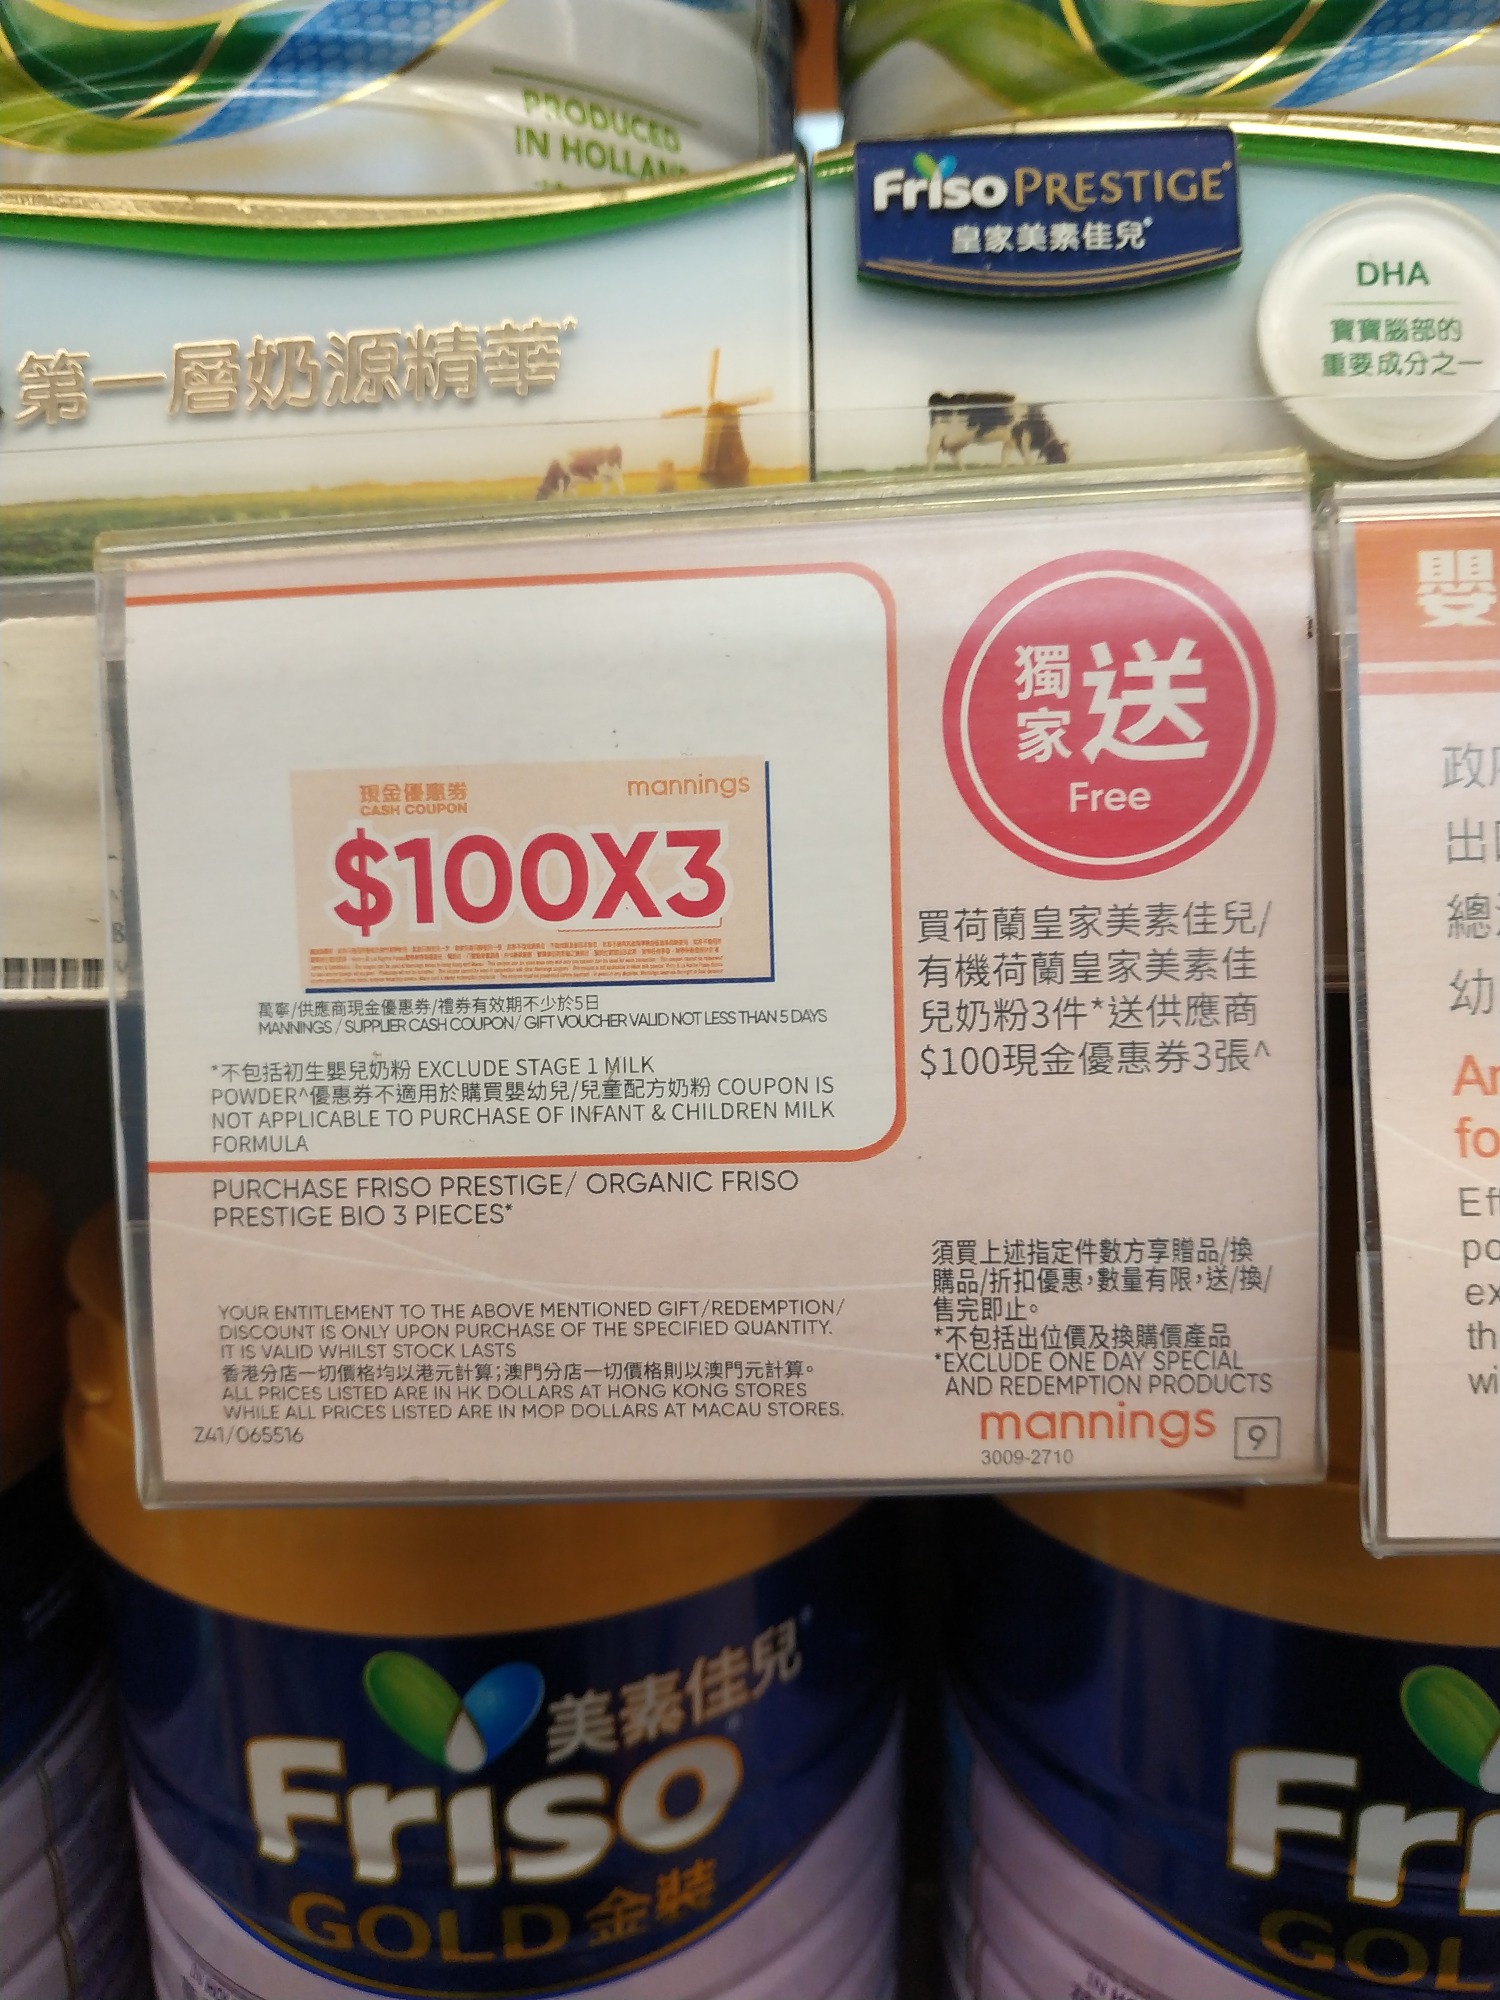 PRODUCED
IN HOLLAND
第一層奶源精華*
Friso PRESTIGE*
皇家美素佳兒*
DHA
寶寶腦部的
重要成分之一
現金優惠券
CASH COUPON
mannings
$100X3
萬寧/供應商現金優惠券/禮券有效期不少於5日
MANNINGS / SUPPLIER CASH COUPON/ GIFT VOUCHER VALID NOT LESS THAN 5 DAYS
*不包括初生嬰兒奶粉 EXCLUDE STAGE 1 MILK
POWDER^優惠券不適用於購買嬰幼兒/兒童配方奶粉 COUPON IS
NOT APPLICABLE TO PURCHASE OF INFANT & CHILDREN MILK
FORMULA
PURCHASE FRISO PRESTIGE/ ORGANIC FRISO
PRESTIGE BIO 3 PIECES*
YOUR ENTITLEMENT TO THE ABOVE MENTIONED GIFT/REDEMPTION/
DISCOUNT IS ONLY UPON PURCHASE OF THE SPECIFIED QUANTITY.
IT IS VALID WHILST STOCK LASTS
香港分店一切價格均以港元計算;澳門分店一切價格則以澳門元計算。
ALL PRICES LISTED ARE IN HK DOLLARS AT HONG KONG STORES
WHILE ALL PRICES LISTED ARE IN MOP DOLLARS AT MACAU STORES.
Z41/065516
獨家送
Free
買荷蘭皇家美素佳兒/
有機荷蘭皇家美素佳
兒奶粉3件*送供應商
$100現金優惠券3張^
須買上述指定件數方享贈品/換
購品/折扣優惠,數量有限,送/換/
售完即止。
*不包括出位價及換購價產品
*EXCLUDE ONE DAY SPECIAL
AND REDEMPTION PRODUCTS
mannings
3009-2710
9
嬰
政
出
總
幼
An
fo
Eff
po
ex
th
wi
美素佳兒
Friso
GOLD 金裝
Fri
GOL